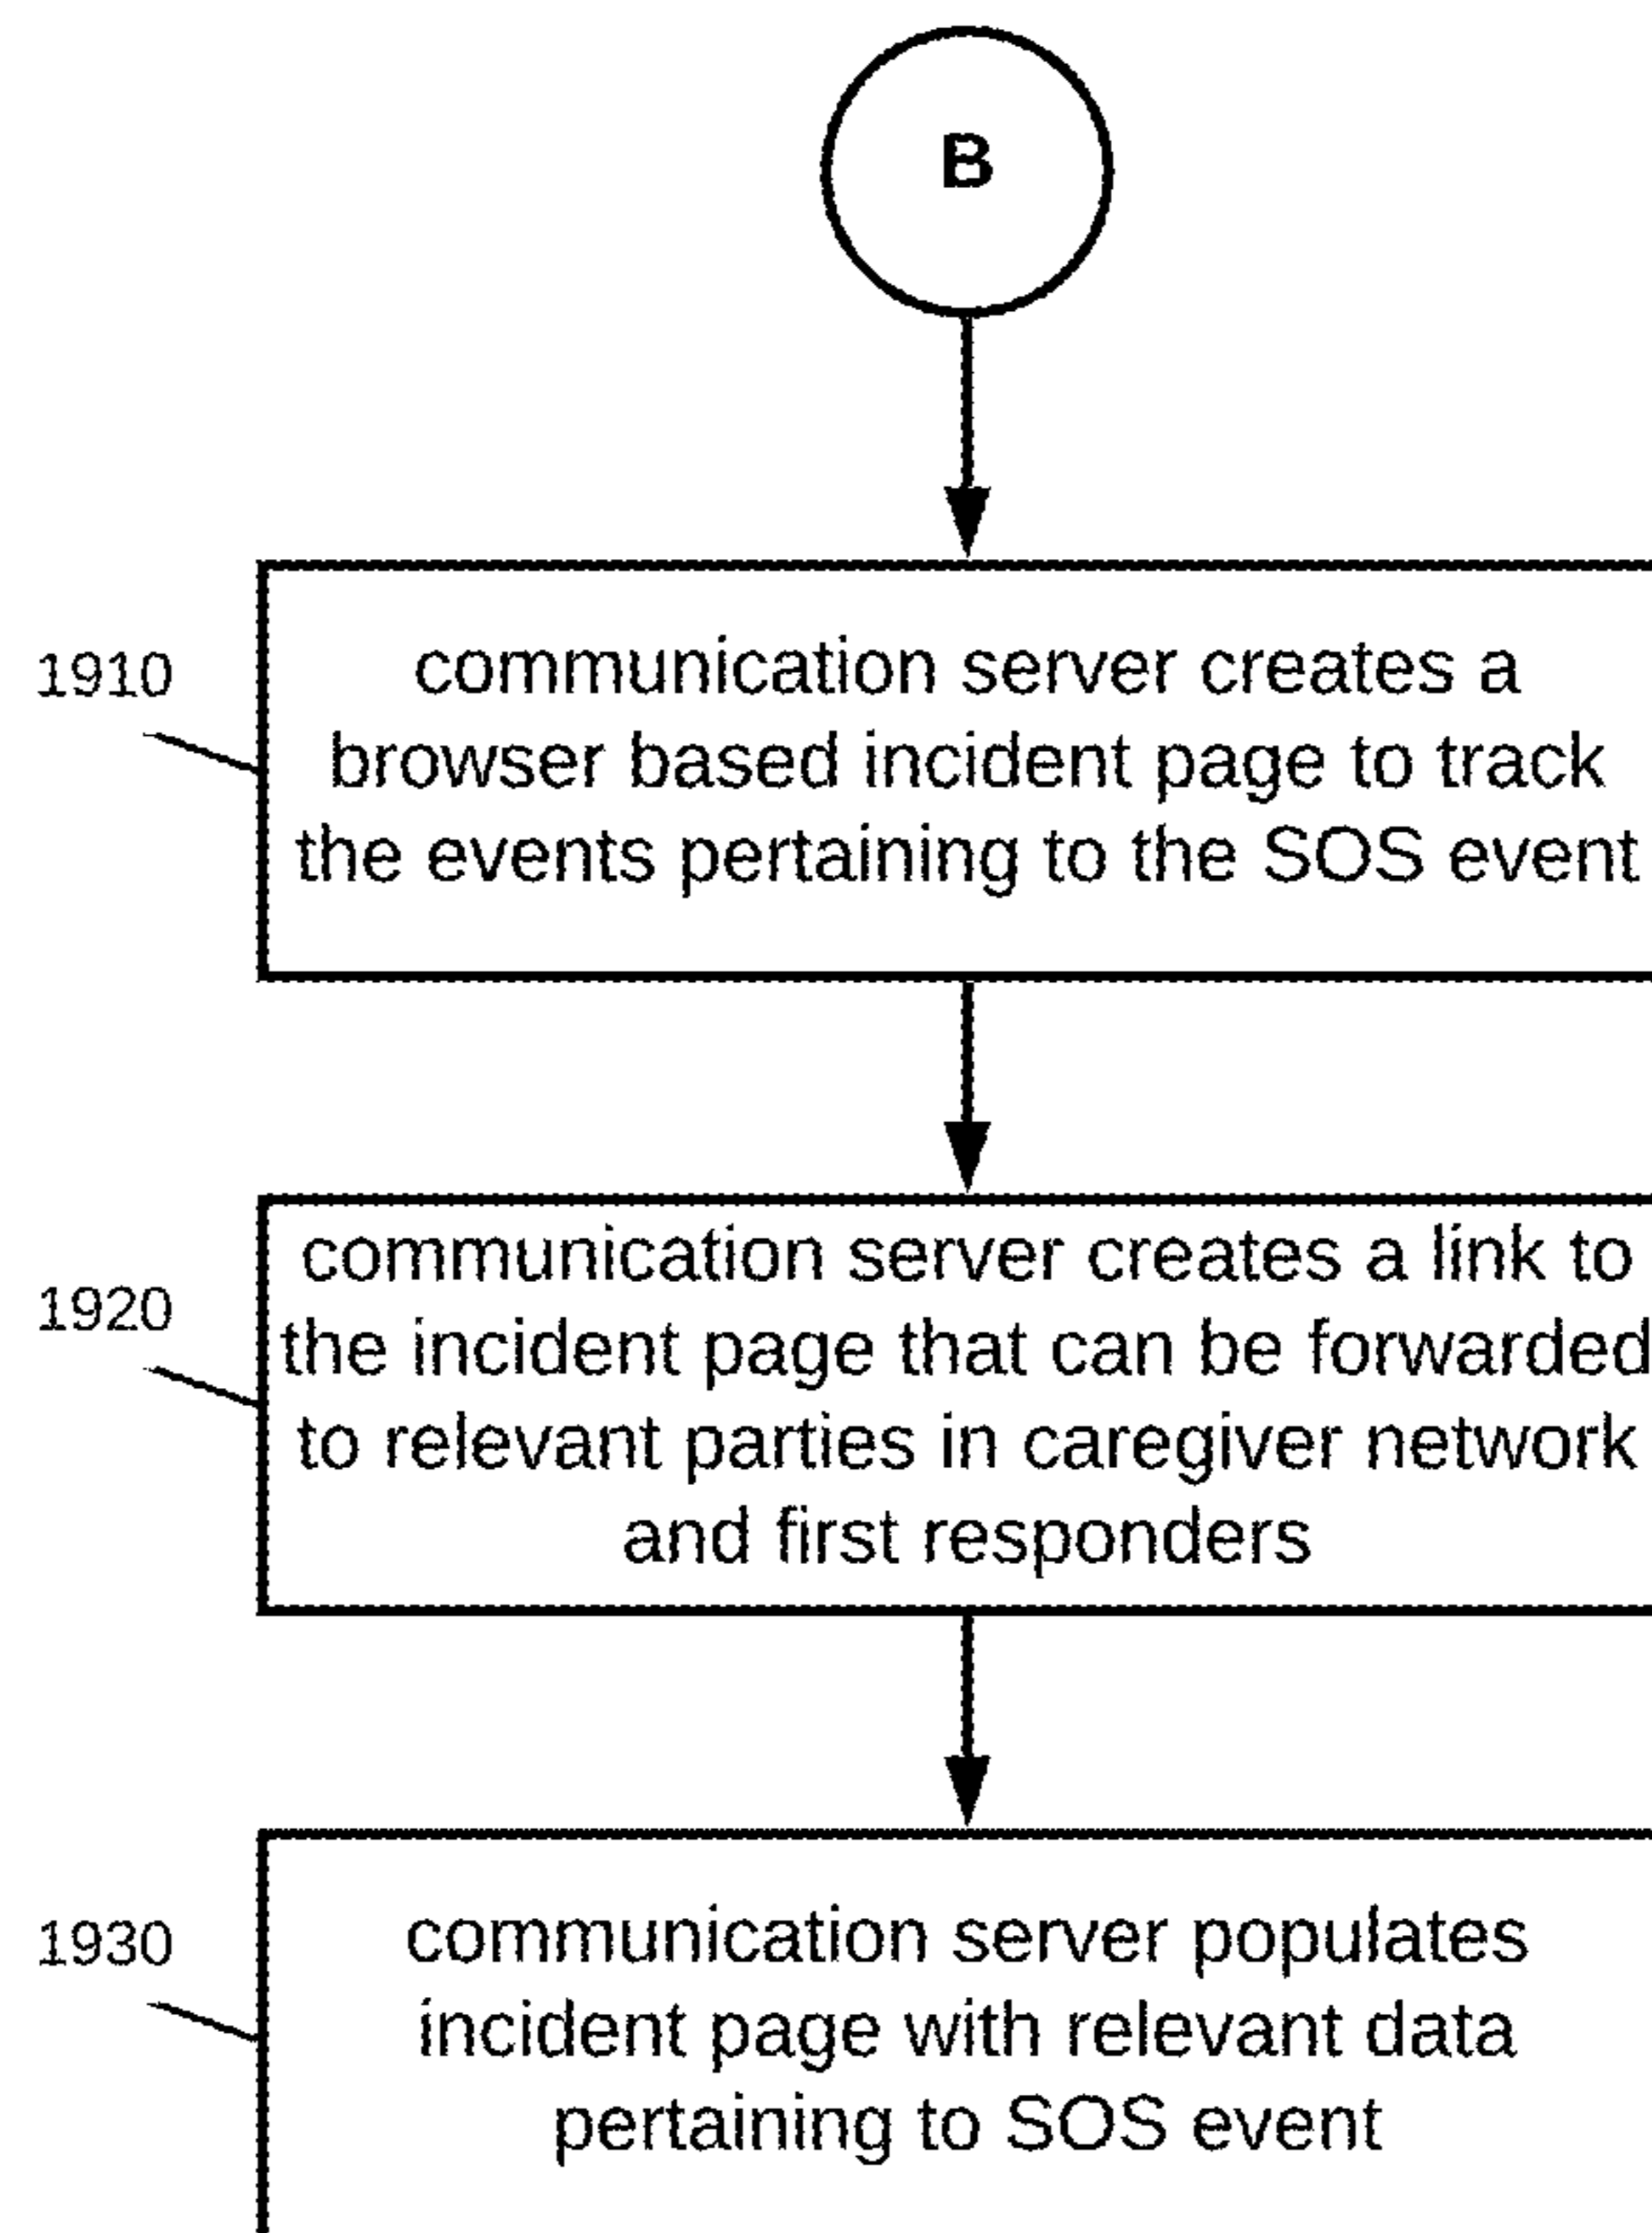 B
1910
communication server creates a
browser based incident page to track
the events pertaining to the SOS event
1920
communication server creates a link to
the incident page that can be forwarded
to relevant parties in caregiver network
and first responders
1930
communication server populates
incident page with relevant data
pertaining to SOS event